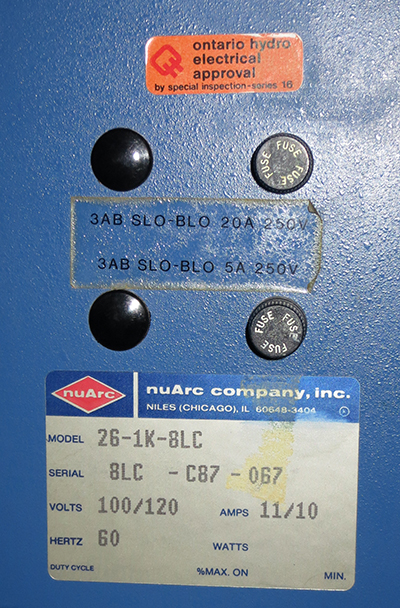 ontario hydro
electrical
approval
by special inspection-series 16
FUSE FUSE FUSE
3AB SLO-BLO 20A 250V
3AB SLO-BLO 5A 250V
FUSE FUSE FUSE
nuArc
nuArc company, inc.
NILES (CHICAGO), IL 60648-3404
MODEL 26-1K-8LC
SERIAL 8LC - C87 - 067
VOLTS 100/120 AMPS 11/10
HERTZ 60 WATTS
DUTY CYCLE %MAX. ON MIN.